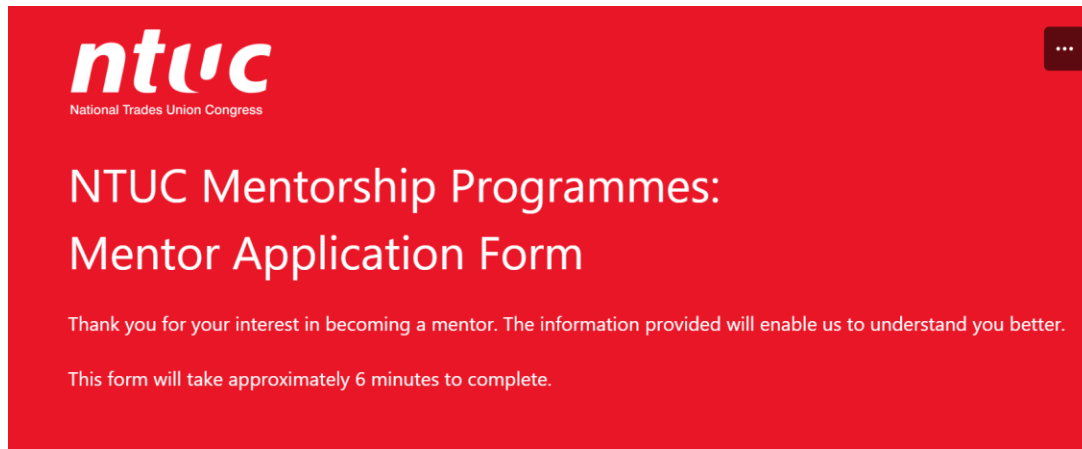 ntuc
National Trades Union Congress
...
NTUC Mentorship Programmes:
Mentor Application Form
Thank you for your interest in becoming a mentor. The information provided will enable us to understand you better.
This form will take approximately 6 minutes to complete.